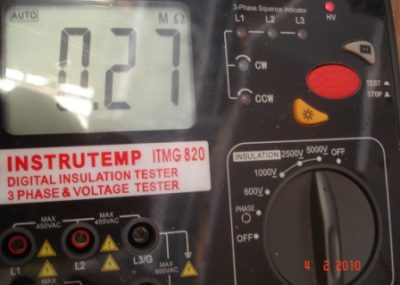 AUTO
MΩ
0.27
3-Phase Squence Indicator
L1 L2 L3
HV
CW
CCW
TEST ▲
STOP ▲
INSTRUTEMP ITMG 820
DIGITAL INSULATION TESTER
3 PHASE & VOLTAGE TESTER
INSULATION
600V 1000V 2500V 5000V OFF
PHASE
OFF
MAX
450VAC
MAX
450VAC
MAX
600VAC
L1 L2 L3/G
4 2 2010